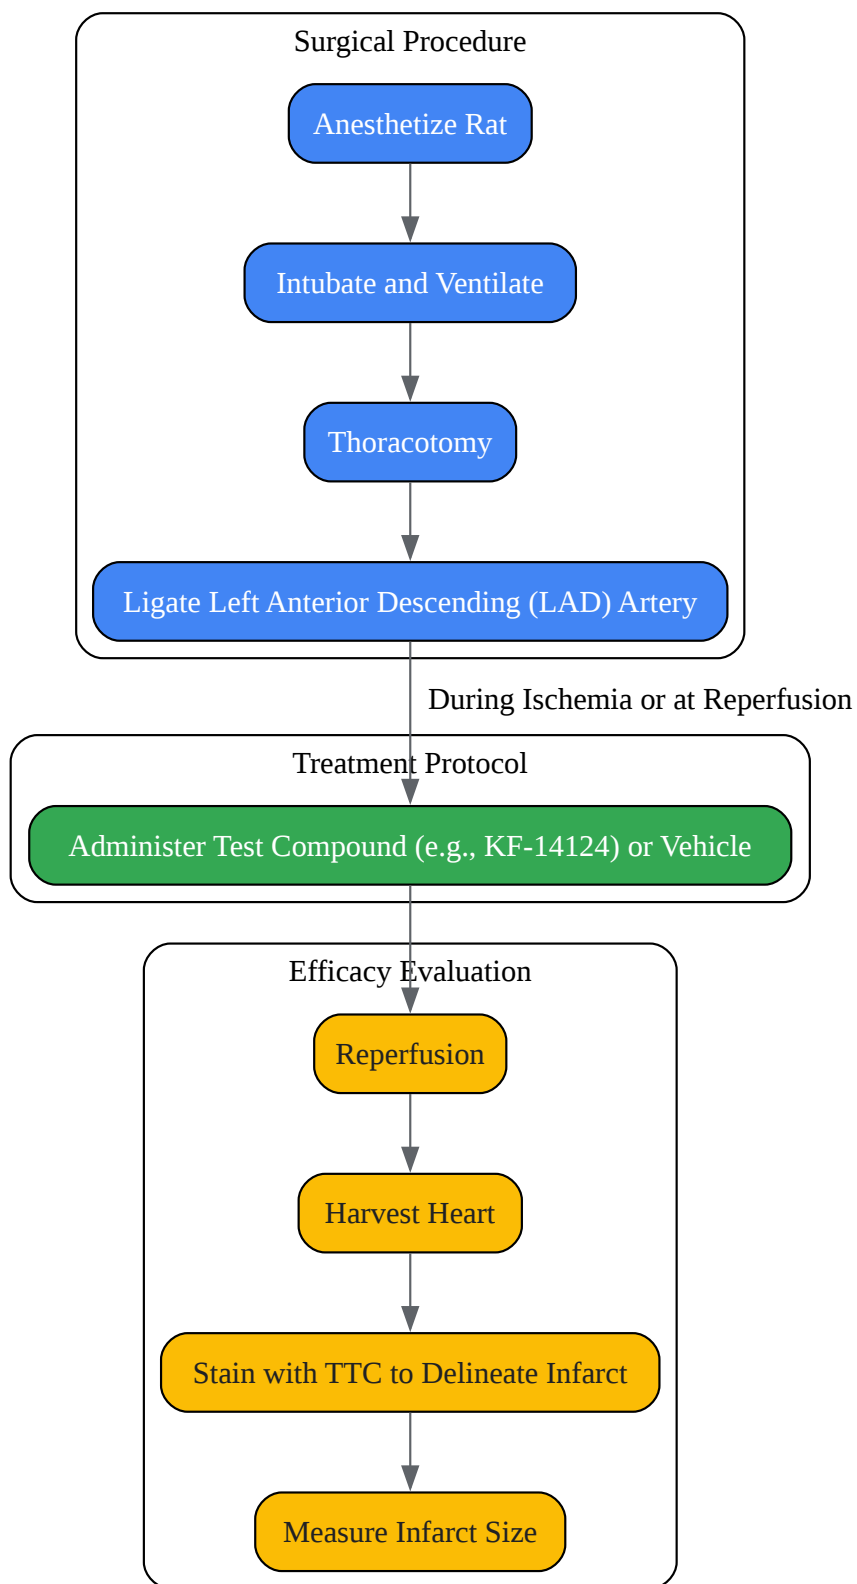 Surgical Procedure
Anesthetize Rat
Intubate and Ventilate
Thoracotomy
Ligate Left Anterior Descending (LAD) Artery
During Ischemia or at Reperfusion
Treatment Protocol
Administer Test Compound (e.g., KF-14124) or Vehicle
Efficacy Evaluation
Reperfusion
Harvest Heart
Stain with TTC to Delineate Infarct
Measure Infarct Size